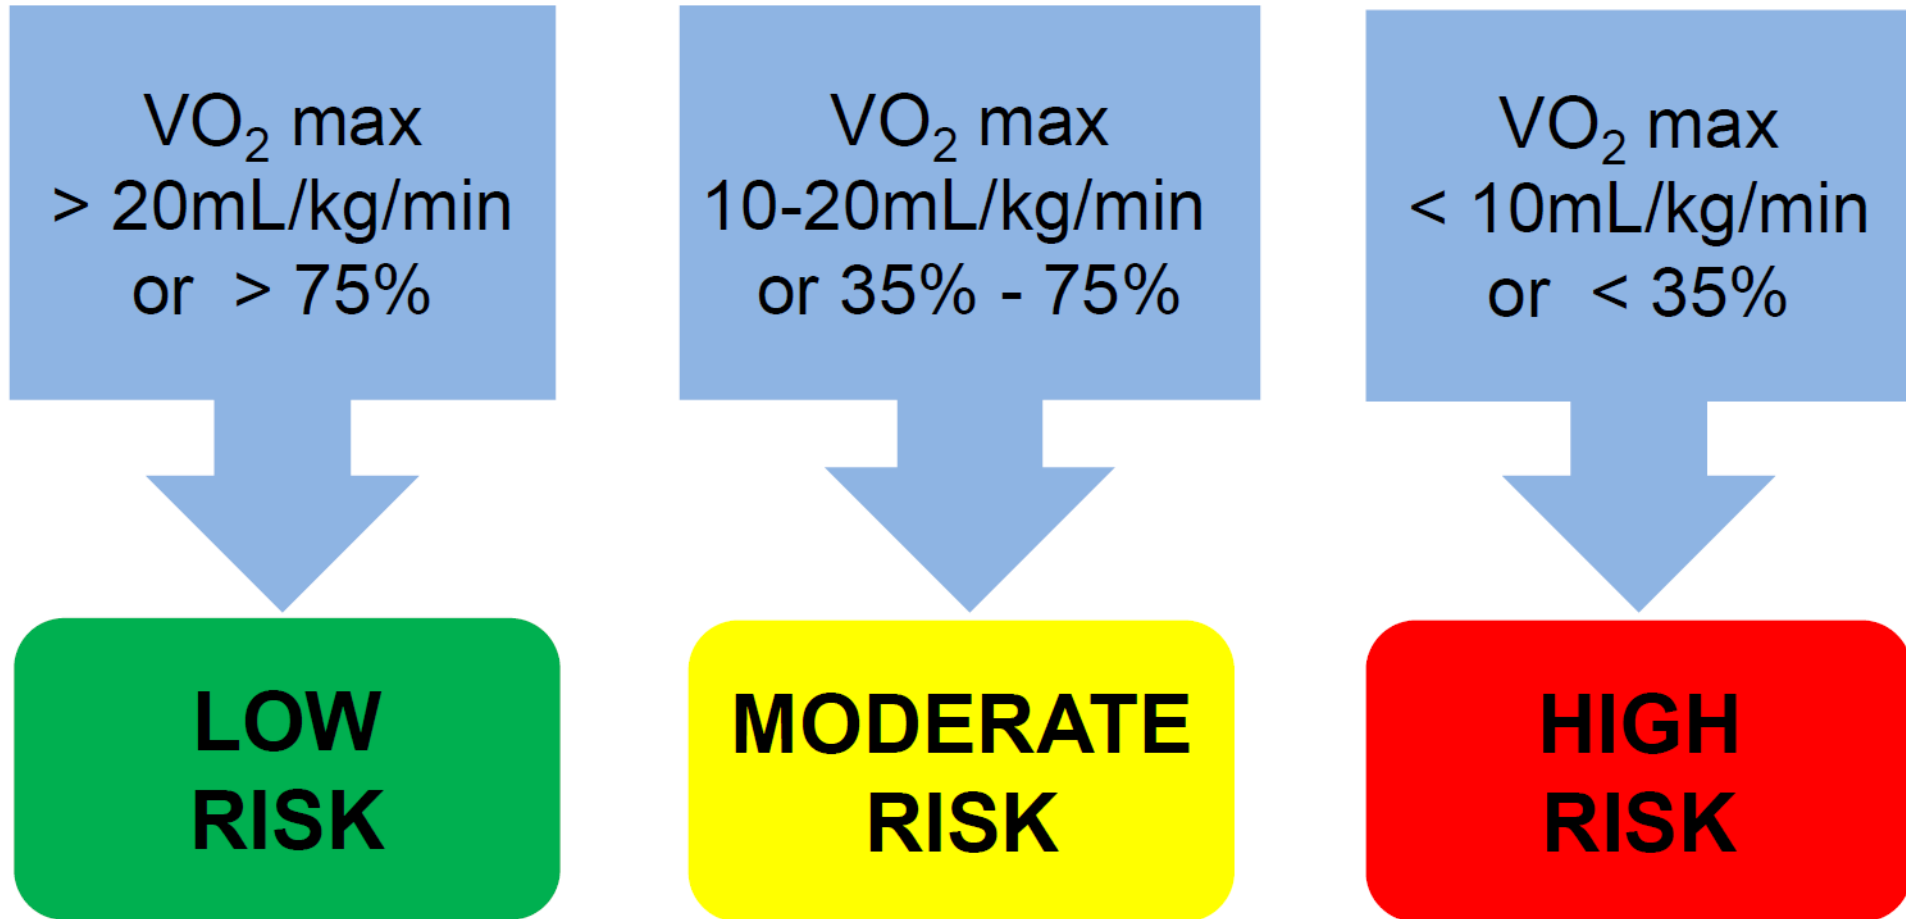 VO₂ max
> 20mL/kg/min
or > 75%
VO₂ max
10-20mL/kg/min
or 35% - 75%
VO₂ max
< 10mL/kg/min
or < 35%
LOW
RISK
MODERATE
RISK
HIGH
RISK